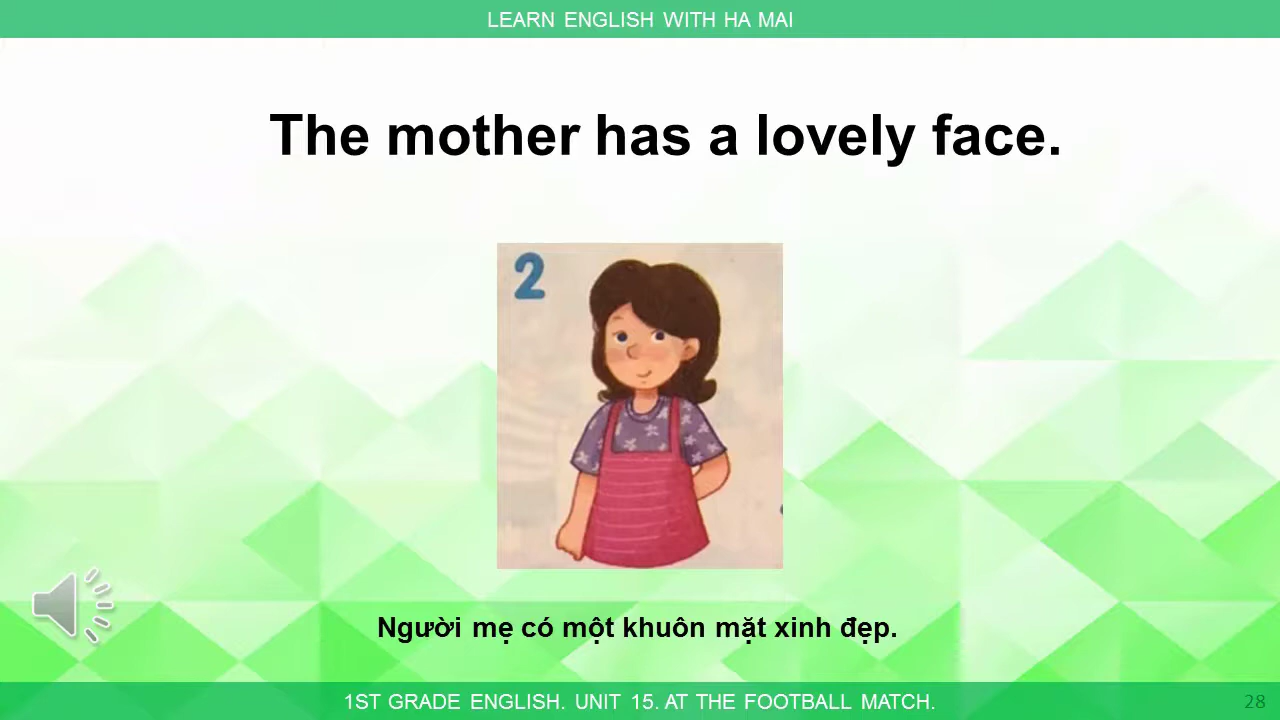 LEARN ENGLISH WITH HA MAI
The mother has a lovely face.
2
Người mẹ có một khuôn mặt xinh đẹp.
1ST GRADE ENGLISH. UNIT 15. AT THE FOOTBALL MATCH.
28